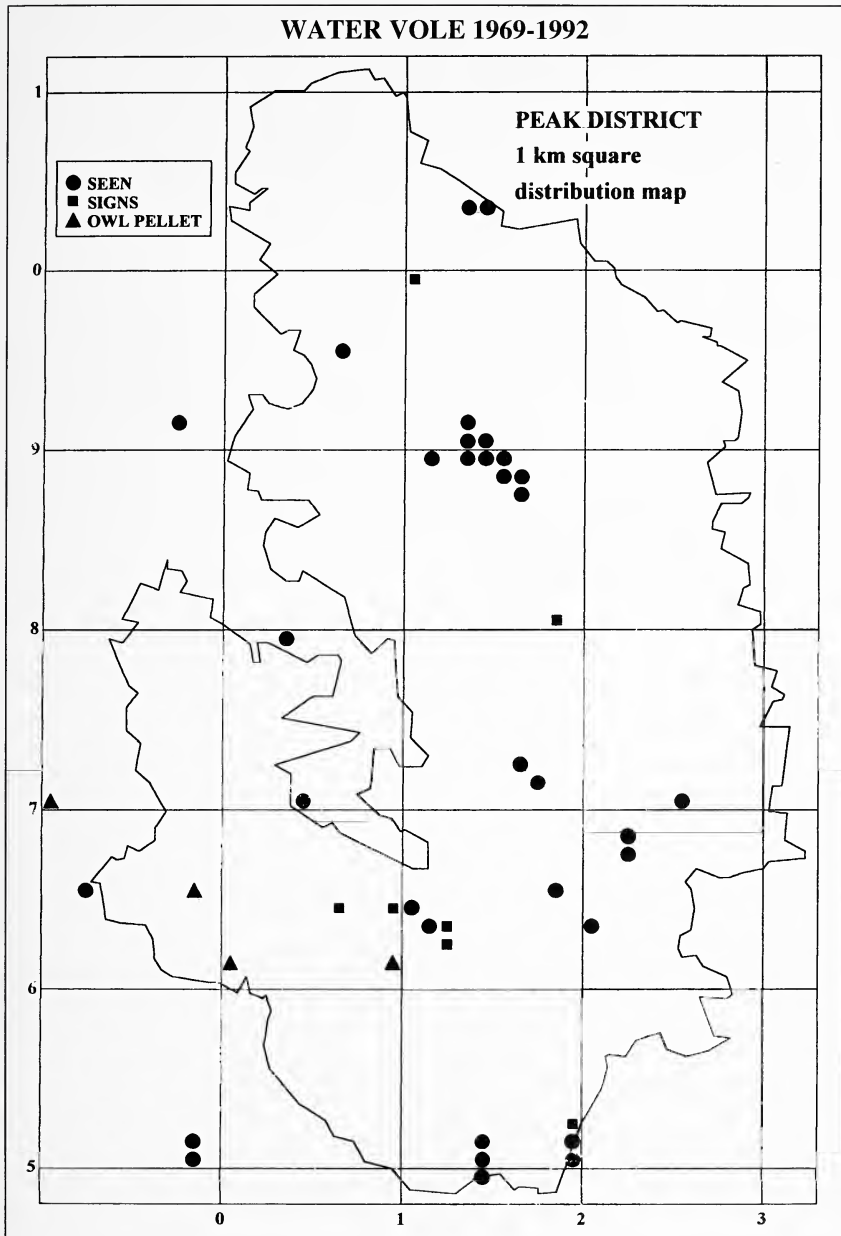 WATER VOLE 1969-1992
PEAK DISTRICT
1 km square
distribution map
SEEN
SIGNS
OWL PELLET
1
0
9
8
7
6
5
0
1
2
3